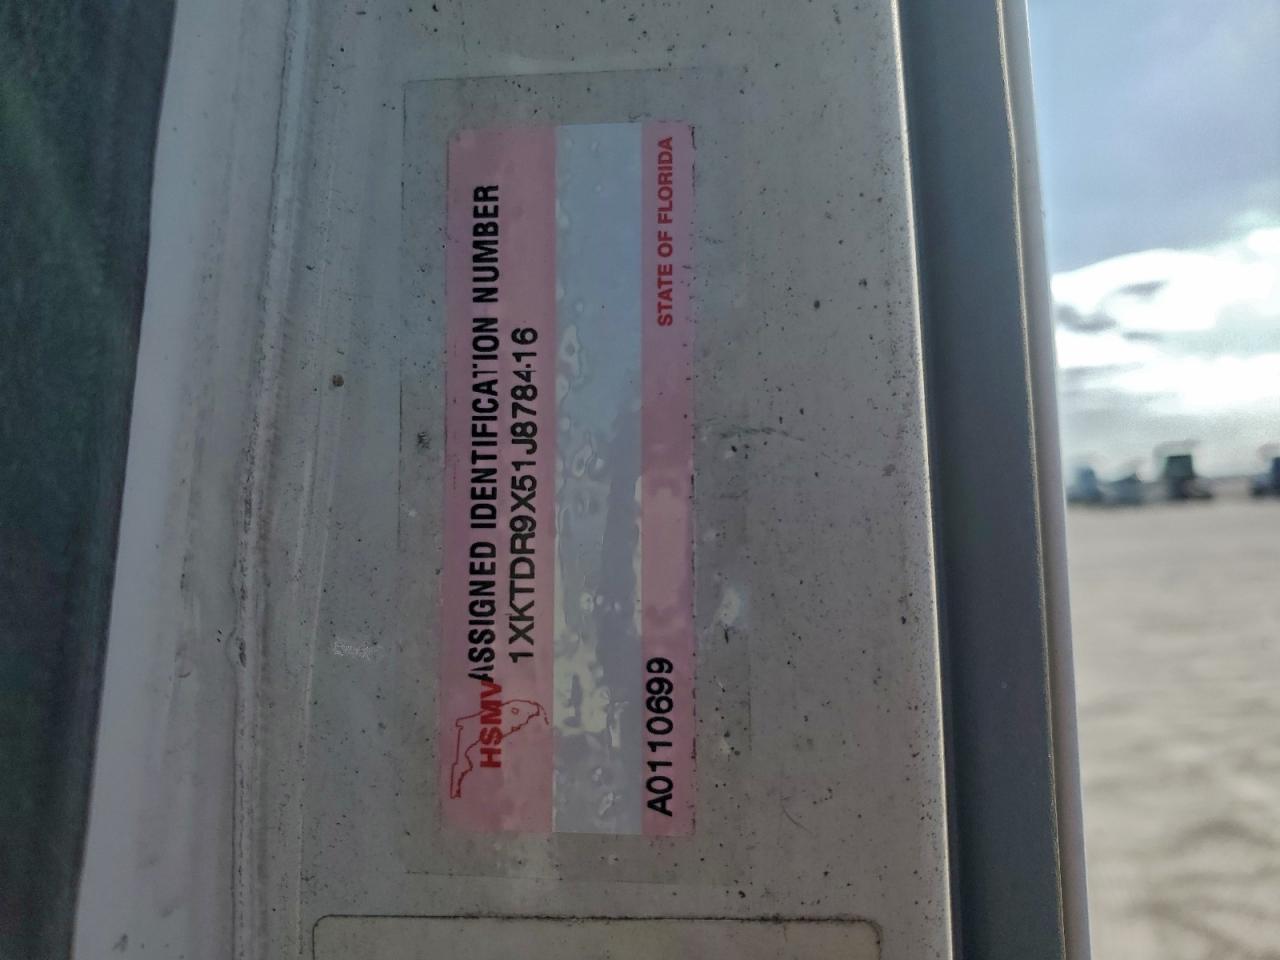 ASSIGNED IDENTIFICATION NUMBER
1XKTDR9X51J878416
HSMV
A0110699
STATE OF FLORIDA